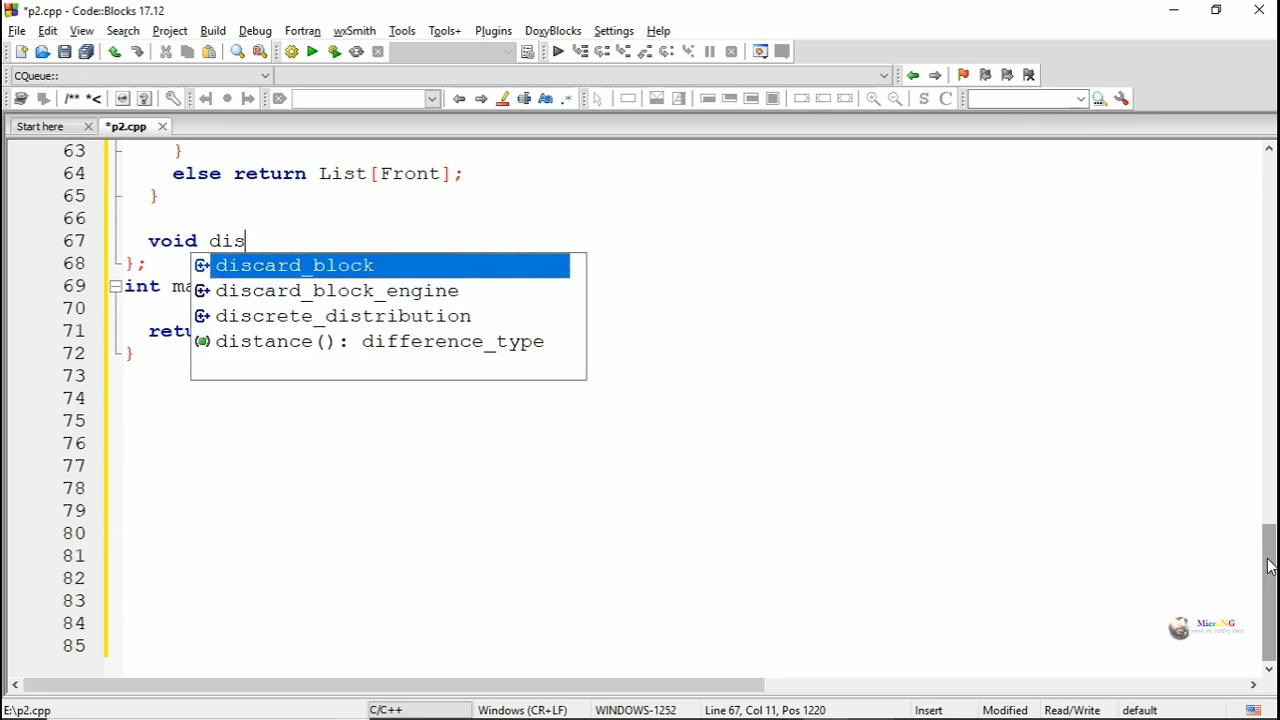 *p2.cpp - Code::Blocks 17.12
File Edit View Search Project Build Debug Fortran wxSmith Tools Tools+ Plugins DoxyBlocks Settings Help
CQueue::
/** *<
S C
Start here *p2.cpp
63 }
64 else return List[Front];
65 }
66
67 void dis
discard_block
68 };
discard_block_engine
69 int ma
70
discrete_distribution
71 retu
distance(): difference_type
72 }
73
74
75
76
77
78
79
80
81
82
83
84
85
MicroNG
E:\p2.cpp C/C++ Windows (CR+LF) WINDOWS-1252 Line 67, Col 11, Pos 1220 Insert Modified Read/Write default